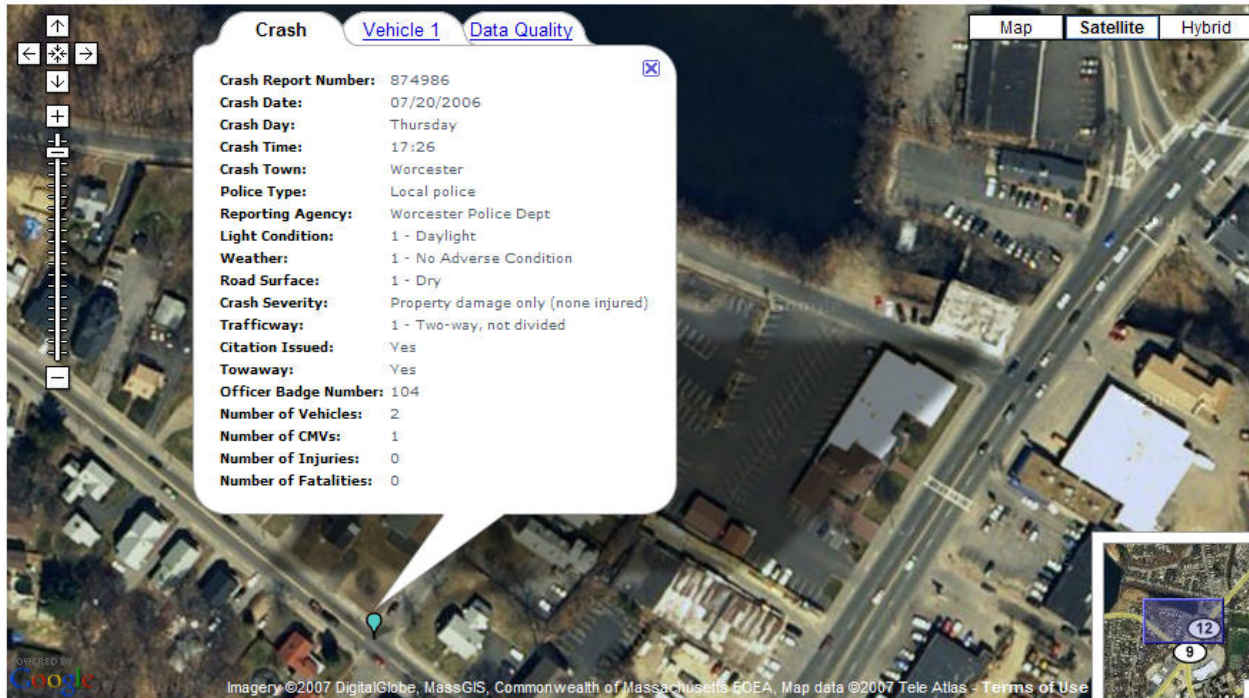 Crash
Vehicle 1
Data Quality
Map
Satellite
Hybrid
Crash Report Number: 874986
Crash Date: 07/20/2006
Crash Day: Thursday
Crash Time: 17:26
Crash Town: Worcester
Police Type: Local police
Reporting Agency: Worcester Police Dept
Light Condition: 1 - Daylight
Weather: 1 - No Adverse Condition
Road Surface: 1 - Dry
Crash Severity: Property damage only (none injured)
Trafficway: 1 - Two-way, not divided
Citation Issued: Yes
Towaway: Yes
Officer Badge Number: 104
Number of Vehicles: 2
Number of CMVs: 1
Number of Injuries: 0
Number of Fatalities: 0
12
9
POWERED BY
Google
Imagery ©2007 DigitalGlobe, MassGIS, Commonwealth of Massachusetts EOEA, Map data ©2007 Tele Atlas - Terms of Use